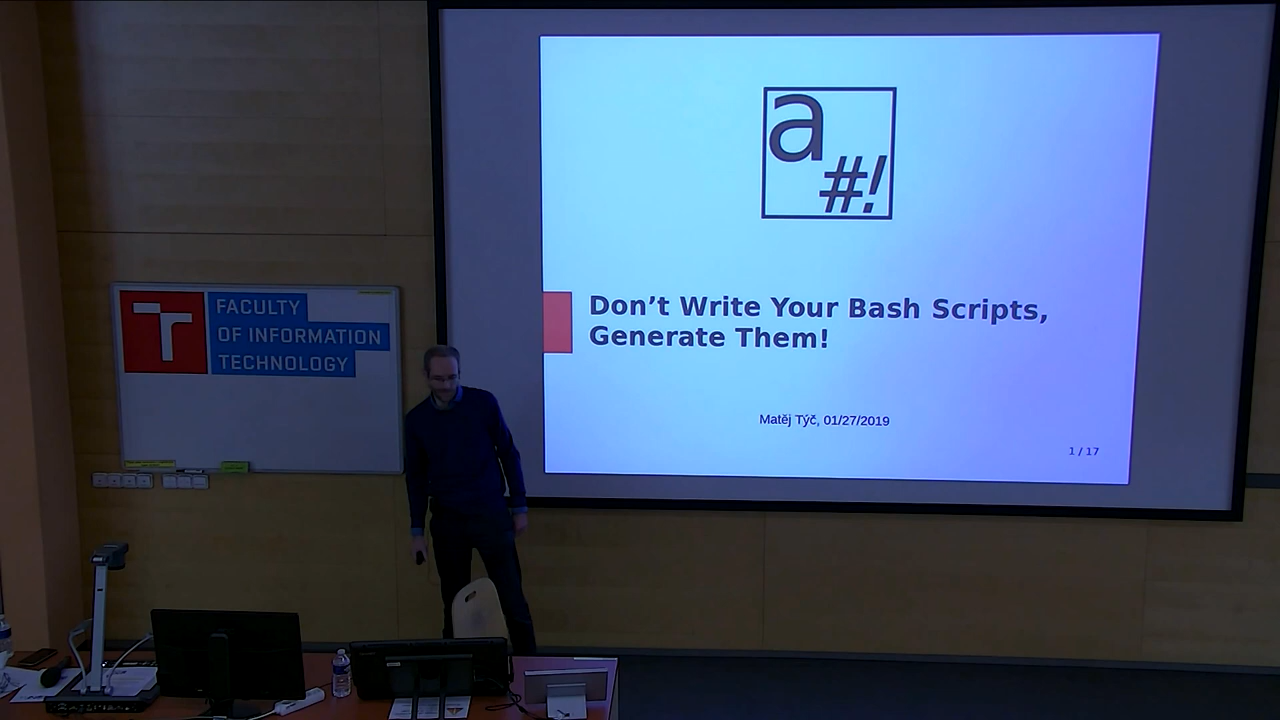 a
#!
Don’t Write Your Bash Scripts,
Generate Them!
Matěj Týč, 01/27/2019
1 / 17
T
FACULTY
OF INFORMATION
TECHNOLOGY